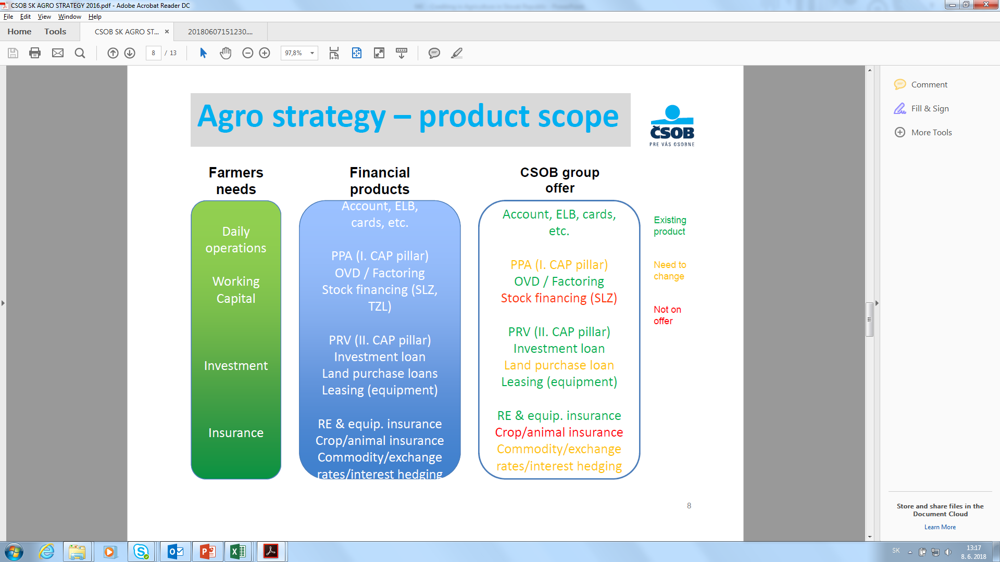 CSOB SK AGRO STRATEGY 2016.pdf - Adobe Acrobat Reader DC
File Edit View Window Help
Home Tools CSOB SK AGRO ST... × 20180607151230....
8 / 13 97,8%
Comment
Fill & Sign
More Tools
Agro strategy – product scope
ČSOB
PRE VÁS OSOBNE
Farmers
needs
Daily
operations
Working
Capital
Investment
Insurance
Financial
products
Account, ELB,
cards, etc.
PPA (I. CAP pillar)
OVD / Factoring
Stock financing (SLZ,
TZL)
PRV (II. CAP pillar)
Investment loan
Land purchase loans
Leasing (equipment)
RE & equip. insurance
Crop/animal insurance
Commodity/exchange
rates/interest hedging
CSOB group
offer
Account, ELB, cards,
etc.
PPA (I. CAP pillar)
OVD / Factoring
Stock financing (SLZ)
PRV (II. CAP pillar)
Investment loan
Land purchase loan
Leasing (equipment)
RE & equip. insurance
Crop/animal insurance
Commodity/exchange
rates/interest hedging
Existing
product
Need to
change
Not on
offer
8
Store and share files in the
Document Cloud
Learn More
SK
13:17
8. 6. 2018